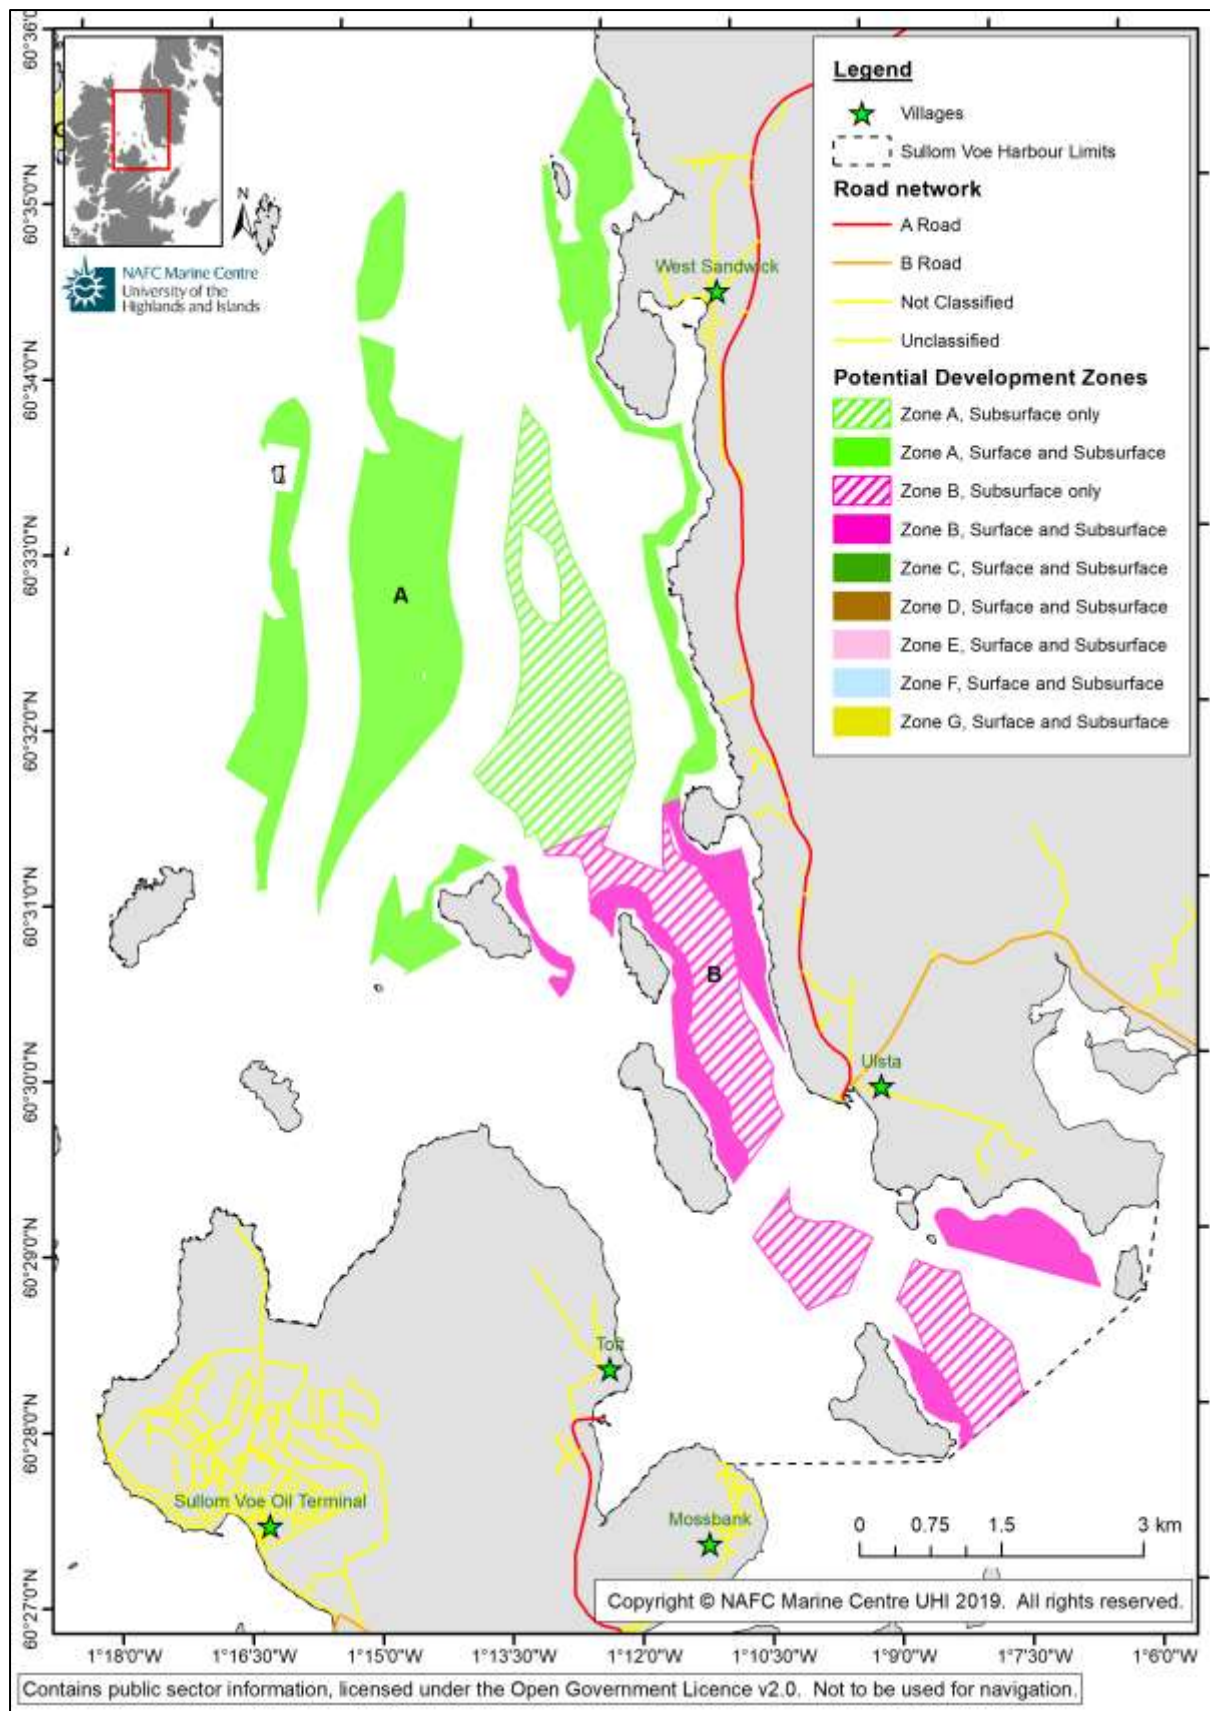 60°36'0"N
60°35'0"N
60°34'0"N
60°33'0"N
60°32'0"N
60°31'0"N
60°30'0"N
60°29'0"N
60°28'0"N
60°27'0"N
N
NAFC Marine Centre
University of the
Highlands and Islands
Legend
Villages
Sullom Voe Harbour Limits
Road network
A Road
B Road
Not Classified
Unclassified
Potential Development Zones
Zone A, Subsurface only
Zone A, Surface and Subsurface
Zone B, Subsurface only
Zone B, Surface and Subsurface
Zone C, Surface and Subsurface
Zone D, Surface and Subsurface
Zone E, Surface and Subsurface
Zone F, Surface and Subsurface
Zone G, Surface and Subsurface
G
West Sandwick
A
B
Ulsta
Toft
Sullom Voe Oil Terminal
Mossbank
0 0.75 1.5 3 km
Copyright © NAFC Marine Centre UHI 2019. All rights reserved.
1°18'0"W 1°16'30"W 1°15'0"W 1°13'30"W 1°12'0"W 1°10'30"W 1°9'0"W 1°7'30"W 1°6'0"W
Contains public sector information, licensed under the Open Government Licence v2.0. Not to be used for navigation.